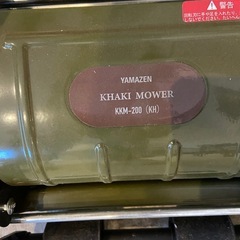 警告
YAMAZEN
KHAKI MOWER
KKM-200 (KH)